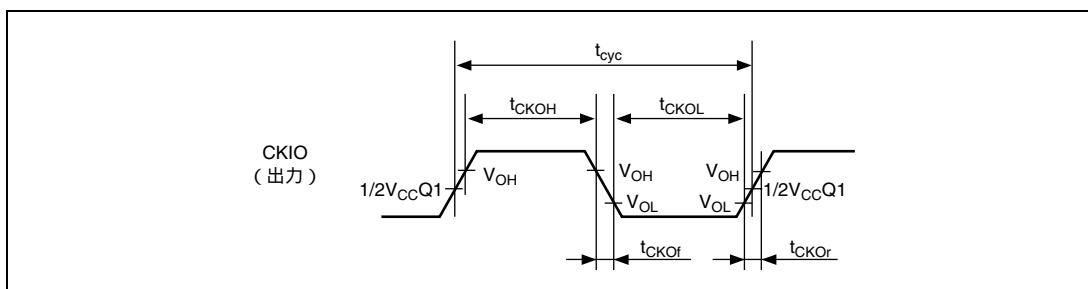 tcyc
tCKOH
tCKOL
CKIO
（出力）
1/2VCCQ1
VOH
VOH
VOL
VOL
VOH
1/2VCCQ1
tCKOf
tCKOr